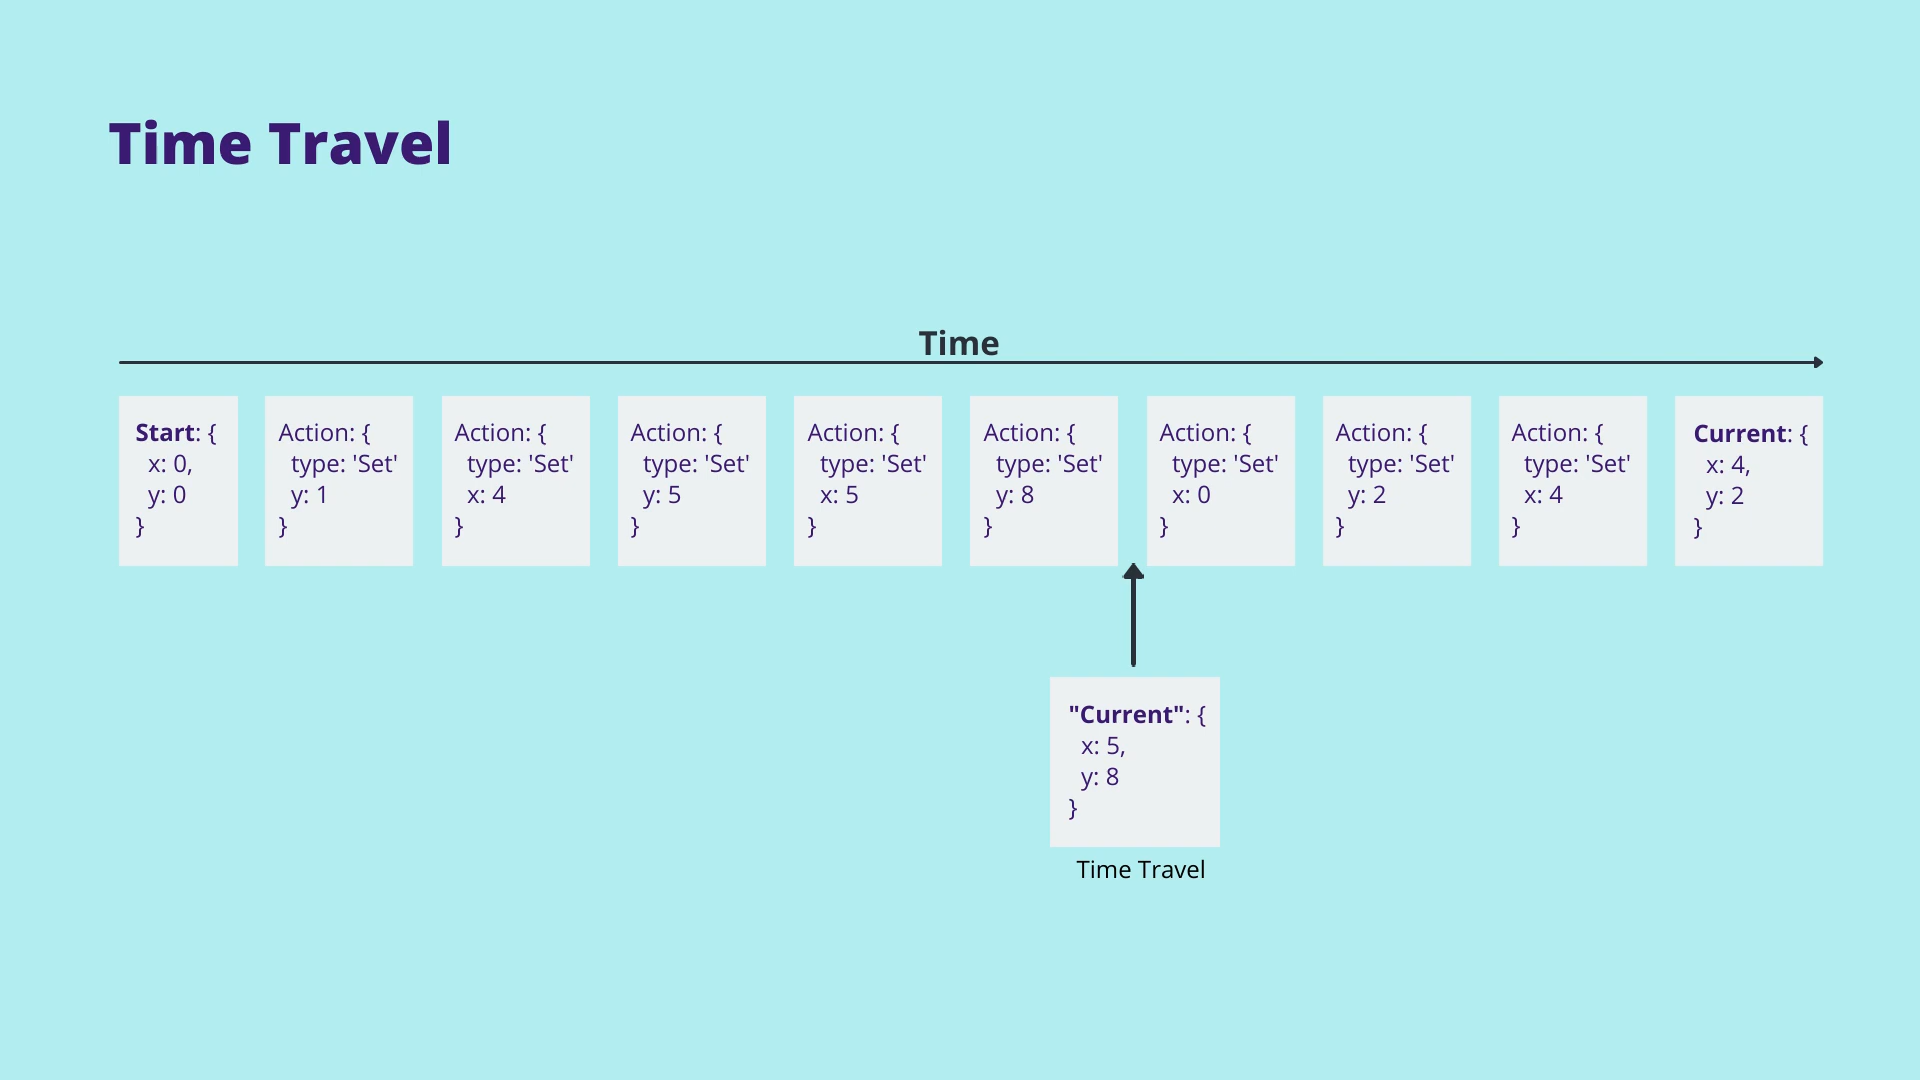 Time Travel
Time
Start: {
x: 0,
y: 0
}
Action: {
type: 'Set'
y: 1
}
Action: {
type: 'Set'
x: 4
}
Action: {
type: 'Set'
y: 5
}
Action: {
type: 'Set'
x: 5
}
Action: {
type: 'Set'
y: 8
}
Action: {
type: 'Set'
x: 0
}
Action: {
type: 'Set'
y: 2
}
Action: {
type: 'Set'
x: 4
}
Current: {
x: 4,
y: 2
}
"Current": {
x: 5,
y: 8
}
Time Travel